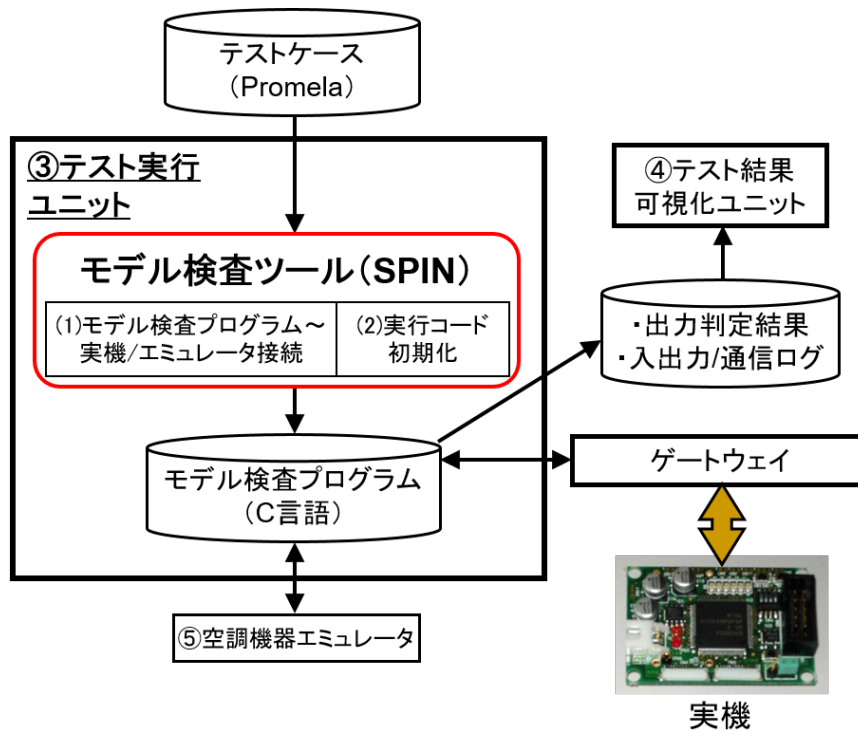 テストケース
(Promela)
③テスト実行
ユニット
④テスト結果
可視化ユニット
モデル検査ツール(SPIN)
(1)モデル検査プログラム～
実機/エミュレータ接続
(2)実行コード
初期化
・出力判定結果
・入出力/通信ログ
モデル検査プログラム
(C言語)
ゲートウェイ
⑤空調機器エミュレータ
実機